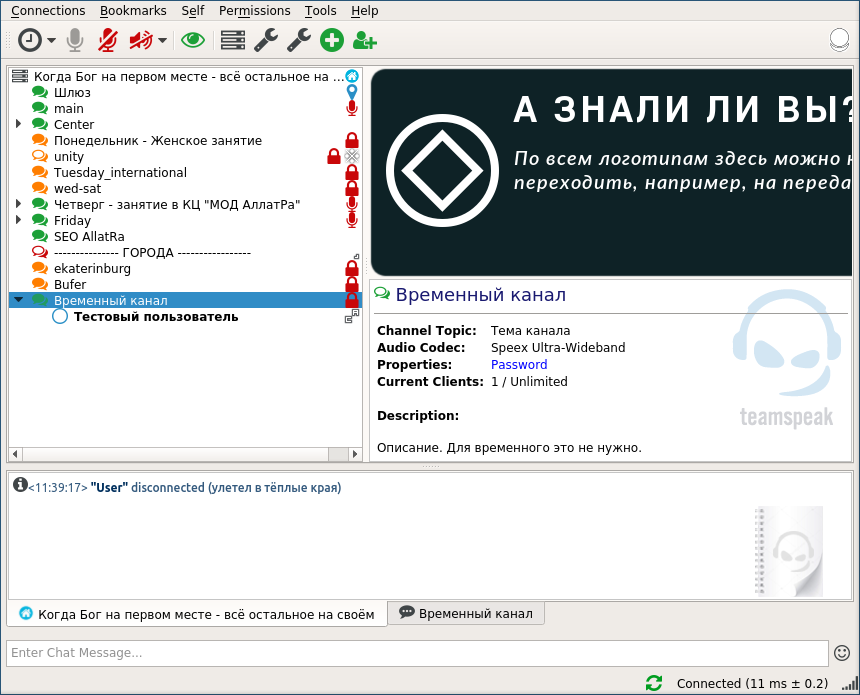 Connections Bookmarks Self Permissions Tools Help
Когда Бог на первом месте - всё остальное на ...
Шлюз
main
Center
Понедельник - Женское занятие
unity
Tuesday_international
wed-sat
Четверг - занятие в КЦ "МОД АллатРа"
Friday
SEO AllatRa
--------------- ГОРОДА -----------------
ekaterinburg
Bufer
Временный канал
Тестовый пользователь
А ЗНАЛИ ЛИ ВЫ?
По всем логотипам здесь можно н
переходить, например, на переда
Временный канал
Channel Topic: Тема канала
Audio Codec: Speex Ultra-Wideband
Properties: Password
Current Clients: 1 / Unlimited
Description:
Описание. Для временного это не нужно.
teamspeak
<11:39:17> "User" disconnected (улетел в тёплые края)
Когда Бог на первом месте - всё остальное на своём
Временный канал
Enter Chat Message...
Connected (11 ms ± 0.2)